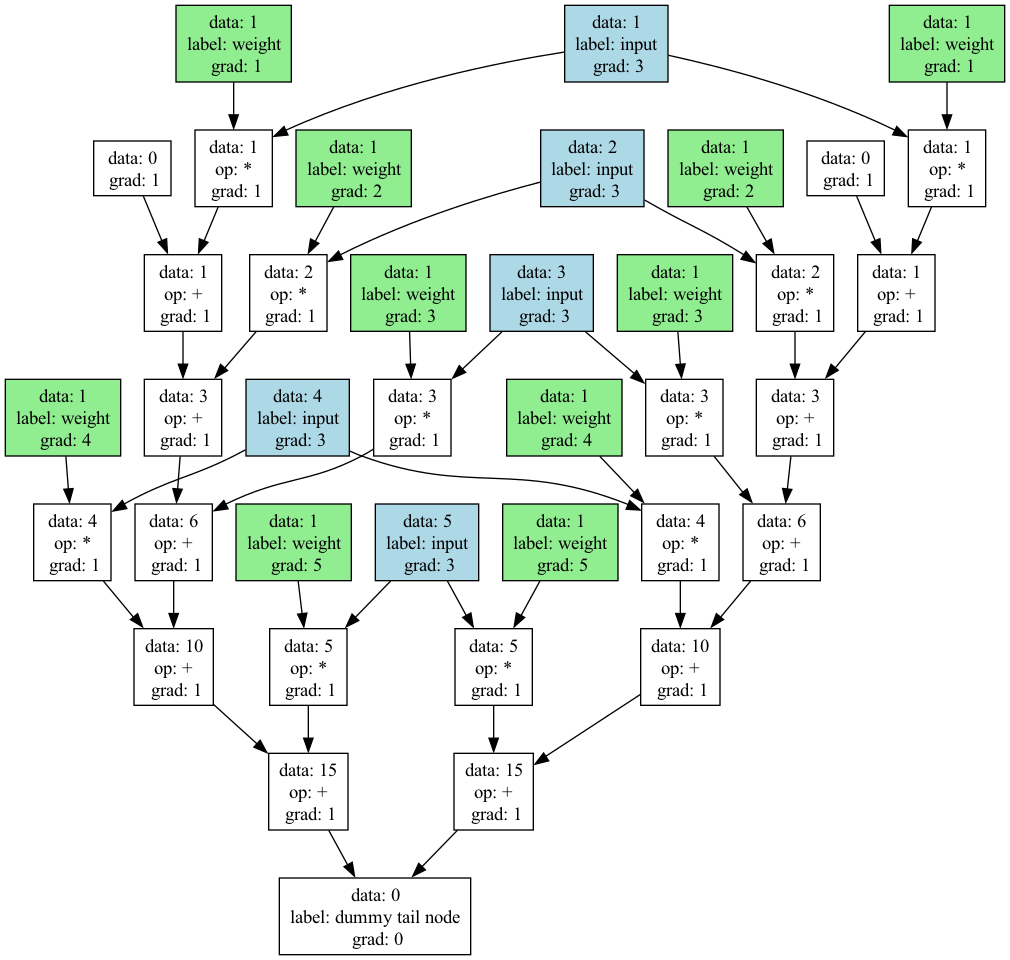 data: 1
label: weight
grad: 1
data: 1
label: input
grad: 3
data: 1
label: weight
grad: 1
data: 0
grad: 1
data: 1
op: *
grad: 1
data: 1
label: weight
grad: 2
data: 2
label: input
grad: 3
data: 1
label: weight
grad: 2
data: 0
grad: 1
data: 1
op: *
grad: 1
data: 1
op: +
grad: 1
data: 2
op: *
grad: 1
data: 1
label: weight
grad: 3
data: 3
label: input
grad: 3
data: 1
label: weight
grad: 3
data: 2
op: *
grad: 1
data: 1
op: +
grad: 1
data: 1
label: weight
grad: 4
data: 3
op: +
grad: 1
data: 4
label: input
grad: 3
data: 3
op: *
grad: 1
data: 1
label: weight
grad: 4
data: 3
op: *
grad: 1
data: 3
op: +
grad: 1
data: 4
op: *
grad: 1
data: 6
op: +
grad: 1
data: 1
label: weight
grad: 5
data: 5
label: input
grad: 3
data: 1
label: weight
grad: 5
data: 4
op: *
grad: 1
data: 6
op: +
grad: 1
data: 10
op: +
grad: 1
data: 5
op: *
grad: 1
data: 5
op: *
grad: 1
data: 10
op: +
grad: 1
data: 15
op: +
grad: 1
data: 15
op: +
grad: 1
data: 0
label: dummy tail node
grad: 0